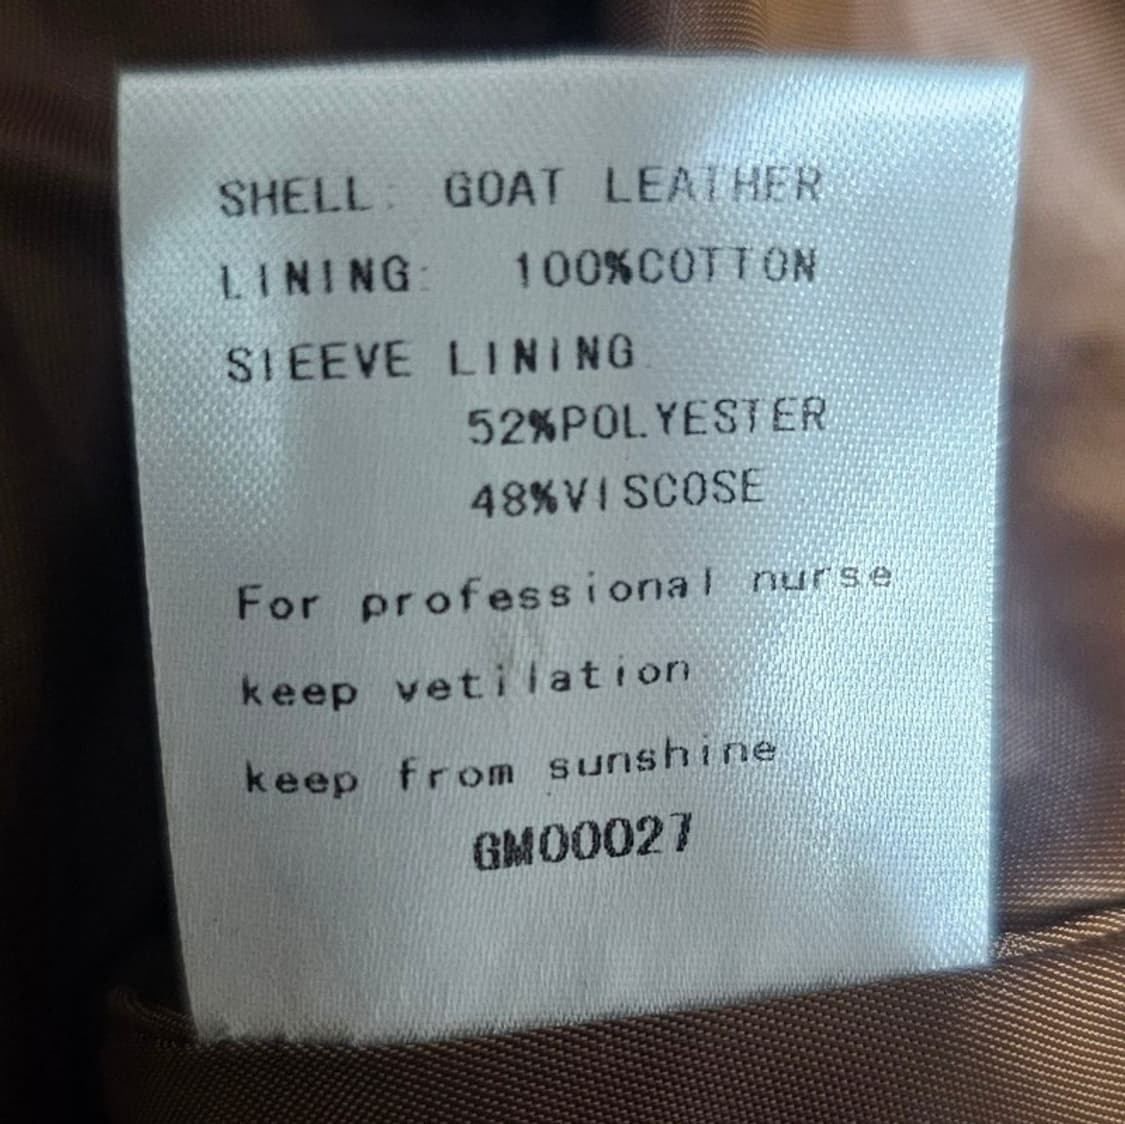 SHELL: GOAT LEATHER
LINING: 100%COTTON
SLEEVE LINING
52%POLYESTER
48%VISCOSE
For professional nurse
keep vetilation
keep from sunshine
GM00027